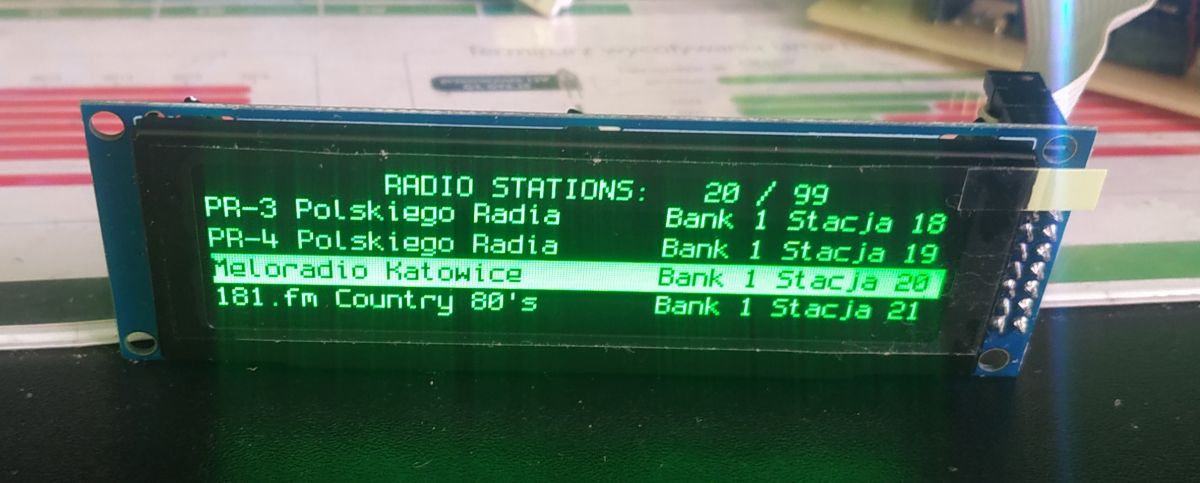 RADIO STATIONS: 20 / 99
PR-3 Polskiego Radia Bank 1 Stacja 18
PR-4 Polskiego Radia Bank 1 Stacja 19
Meloradio Katowice Bank 1 Stacja 20
181.fm Country 80's Bank 1 Stacja 21